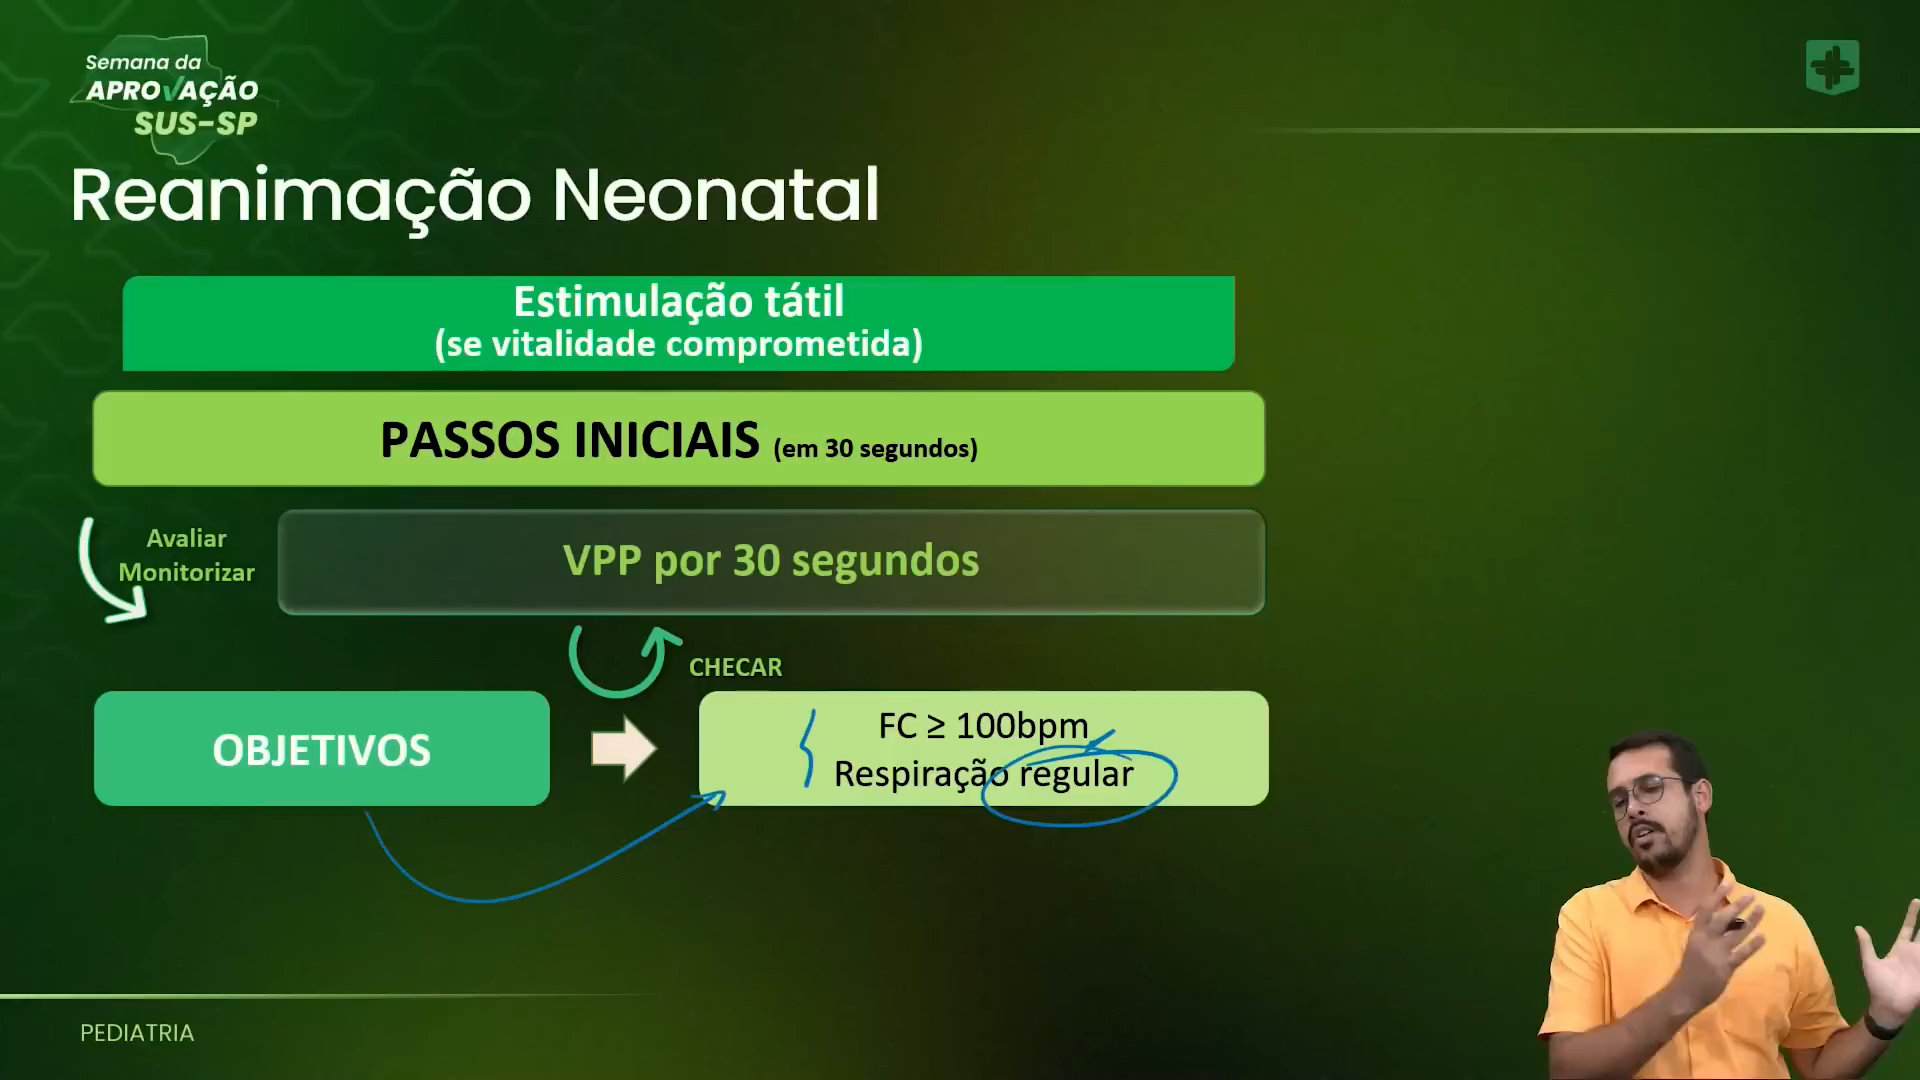 Semana da
APROVAÇÃO
SUS-SP
Reanimação Neonatal
Estimulação tátil
(se vitalidade comprometida)
PASSOS INICIAIS (em 30 segundos)
Avaliar
Monitorizar
VPP por 30 segundos
CHECAR
OBJETIVOS
FC ≥ 100bpm
Respiração regular
PEDIATRIA